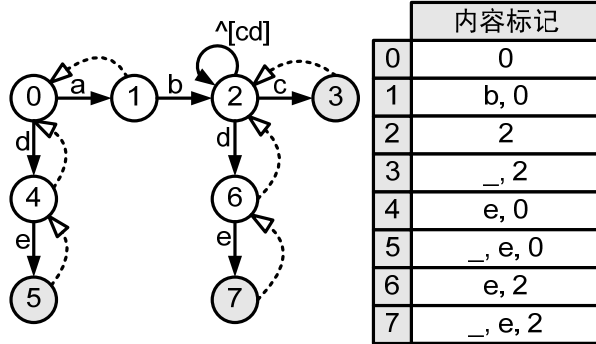 ^[cd]
0 a 1 b 2 c 3
d d
4 6
e e
5 7
内容标记
0 0
1 b, 0
2 2
3 _, 2
4 e, 0
5 _, e, 0
6 e, 2
7 _, e, 2